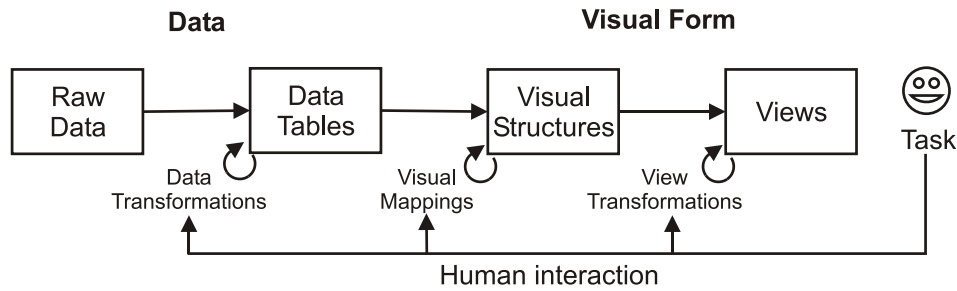 Data
Visual Form
Raw
Data
Data
Tables
Visual
Structures
Views
Task
Data
Transformations
Visual
Mappings
View
Transformations
Human interaction